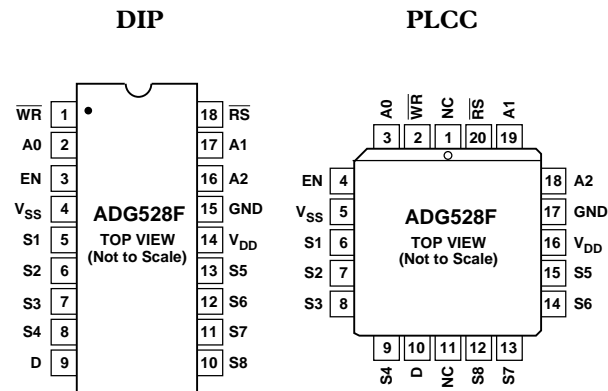 DIP
WR 1 18 RS
A0 2 17 A1
EN 3 16 A2
VSS 4 15 GND
S1 5 14 VDD
S2 6 13 S5
S3 7 12 S6
S4 8 11 S7
D 9 10 S8
ADG528F
TOP VIEW
(Not to Scale)
PLCC
A0 WR NC RS A1
3 2 1 20 19
EN 4 18 A2
VSS 5 17 GND
S1 6 16 VDD
S2 7 15 S5
S3 8 14 S6
ADG528F
TOP VIEW
(Not to Scale)
9 10 11 12 13
S4 D NC S8 S7